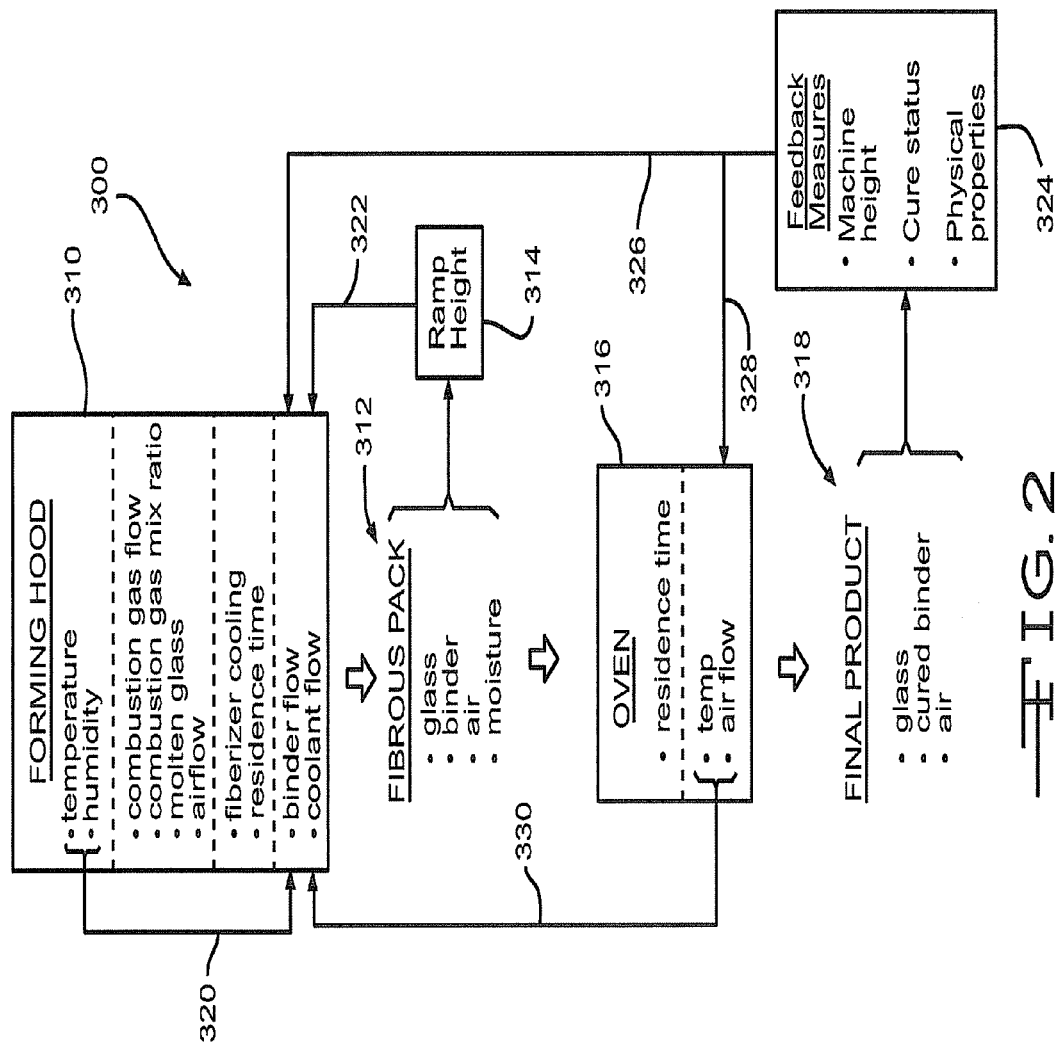 300
310
FORMING HOOD
• temperature
• humidity
• combustion gas flow
• combustion gas mix ratio
• molten glass
• airflow
• fiberizer cooling
• residence time
• binder flow
• coolant flow
320
322
312
FIBROUS PACK
• glass
• binder
• air
• moisture
Ramp
Height
314
326
316
OVEN
• residence time
• temp
• air flow
328
330
318
FINAL PRODUCT
• glass
• cured binder
• air
Feedback
Measures
• Machine
height
• Cure status
• Physical
properties
324
FIG. 2